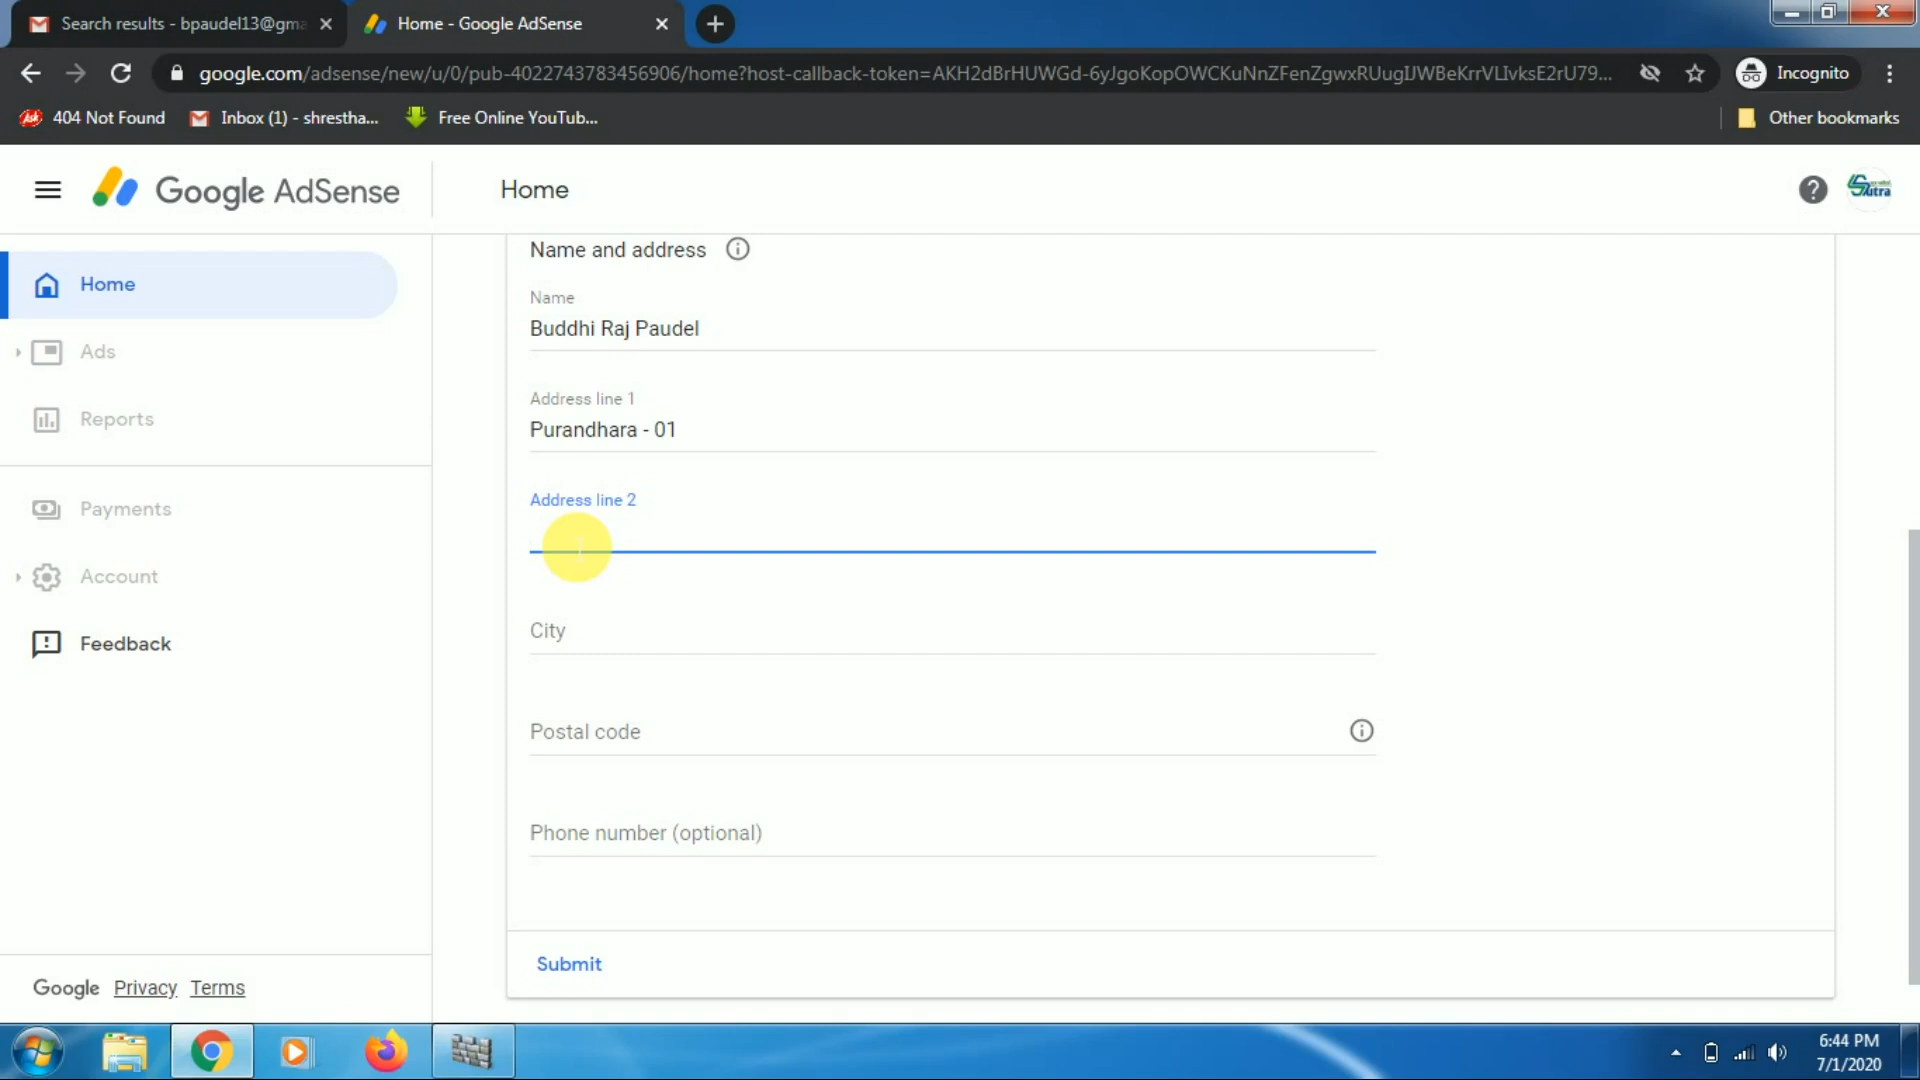 Search results - bpaudel13@gma
Home - Google AdSense
google.com/adsense/new/u/0/pub-4022743783456906/home?host-callback-token=AKH2dBrHUWGd-6yJgoKopOWCKuNnZFenZgwxRUugIJWBeKrrVLIvksE2rU79...
Incognito
404 Not Found
Inbox (1) - shrestha...
Free Online YouTub...
Other bookmarks
Google AdSense
Home
Sutra
Home
Ads
Reports
Payments
Account
Feedback
Name and address
Name
Buddhi Raj Paudel
Address line 1
Purandhara - 01
Address line 2
City
Postal code
Phone number (optional)
Submit
Google Privacy Terms
6:44 PM
7/1/2020